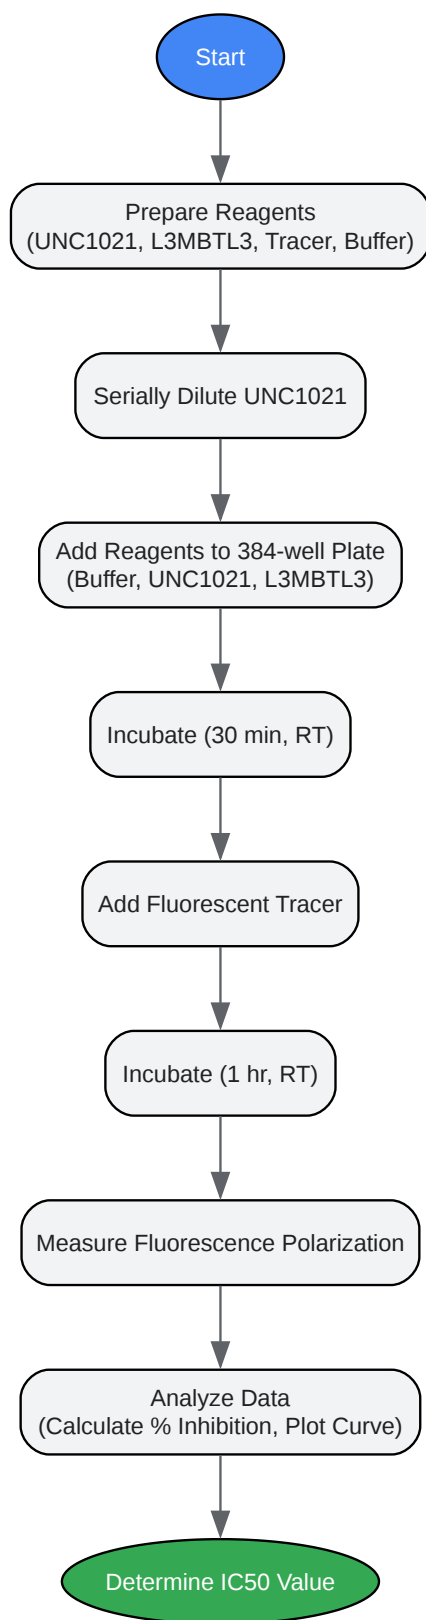 Start
Prepare Reagents
(UNC1021, L3MBTL3, Tracer, Buffer)
Serially Dilute UNC1021
Add Reagents to 384-well Plate
(Buffer, UNC1021, L3MBTL3)
Incubate (30 min, RT)
Add Fluorescent Tracer
Incubate (1 hr, RT)
Measure Fluorescence Polarization
Analyze Data
(Calculate % Inhibition, Plot Curve)
Determine IC50 Value